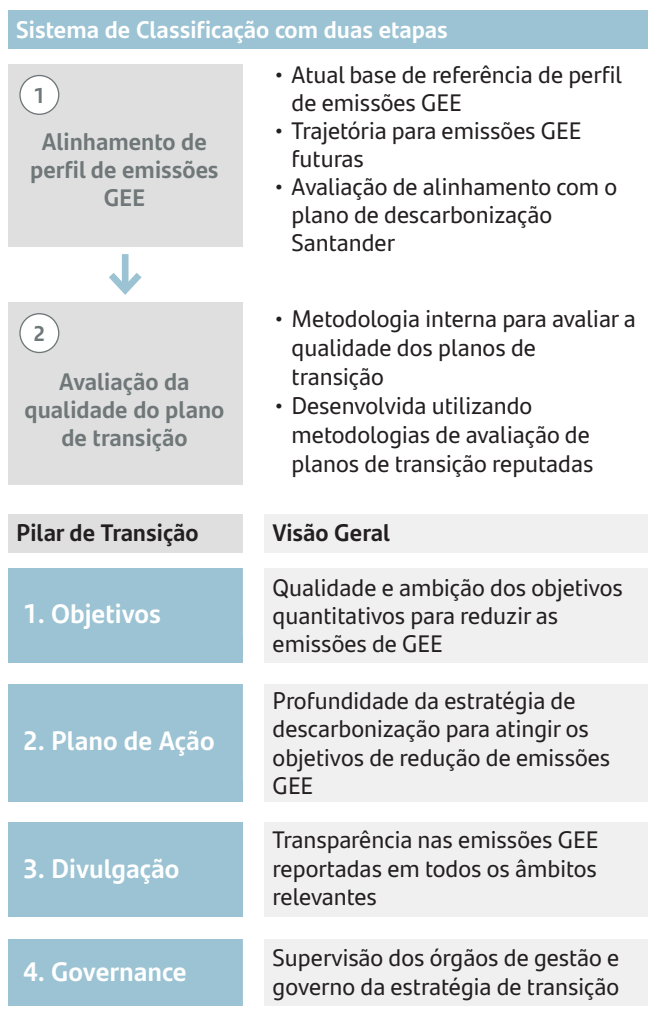 Sistema de Classificação com duas etapas
1
Alinhamento de
perfil de emissões
GEE
• Atual base de referência de perfil
de emissões GEE
• Trajetória para emissões GEE
futuras
• Avaliação de alinhamento com o
plano de descarbonização
Santander
2
Avaliação da
qualidade do plano
de transição
• Metodologia interna para avaliar a
qualidade dos planos de
transição
• Desenvolvida utilizando
metodologias de avaliação de
planos de transição reputadas
Pilar de Transição
Visão Geral
1. Objetivos
Qualidade e ambição dos objetivos
quantitativos para reduzir as
emissões de GEE
2. Plano de Ação
Profundidade da estratégia de
descarbonização para atingir os
objetivos de redução de emissões
GEE
3. Divulgação
Transparência nas emissões GEE
reportadas em todos os âmbitos
relevantes
4. Governance
Supervisão dos órgãos de gestão e
governo da estratégia de transição